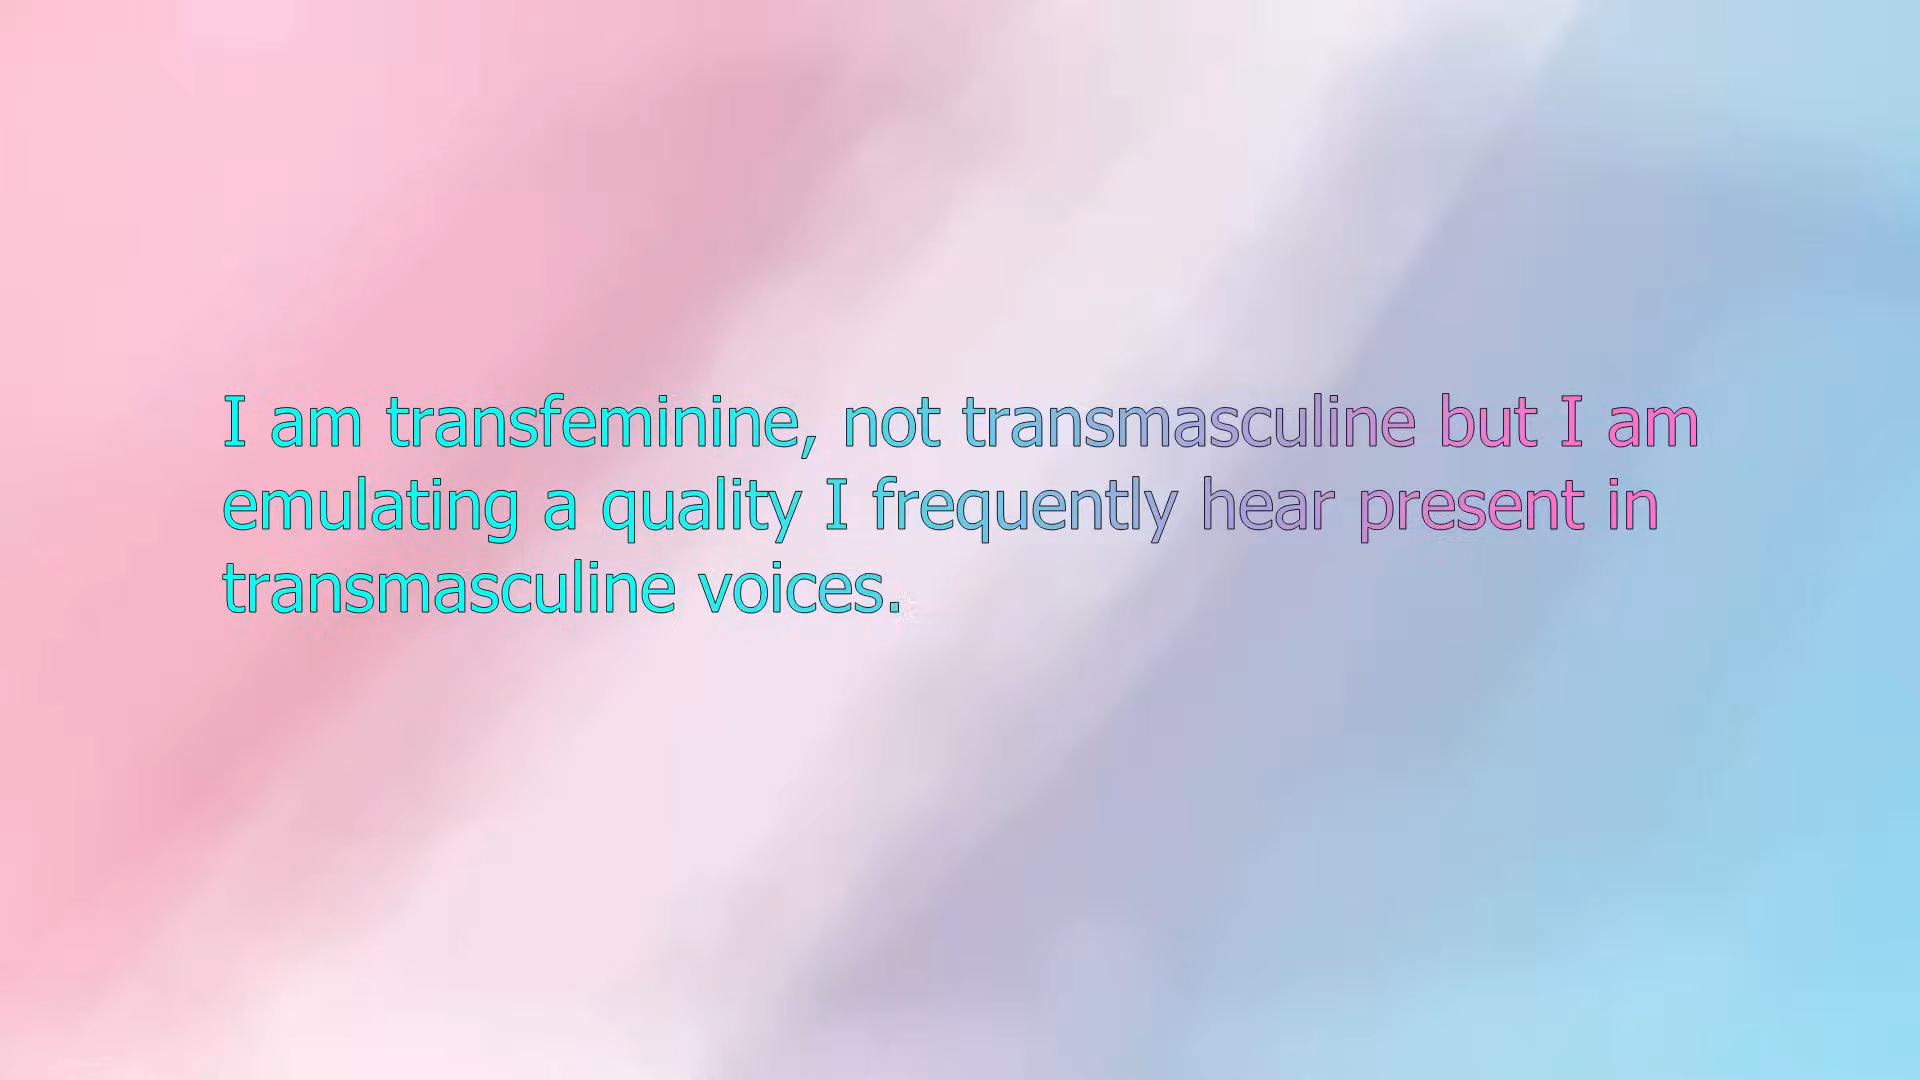 I am transfeminine, not transmasculine but I am
emulating a quality I frequently hear present in
transmasculine voices.